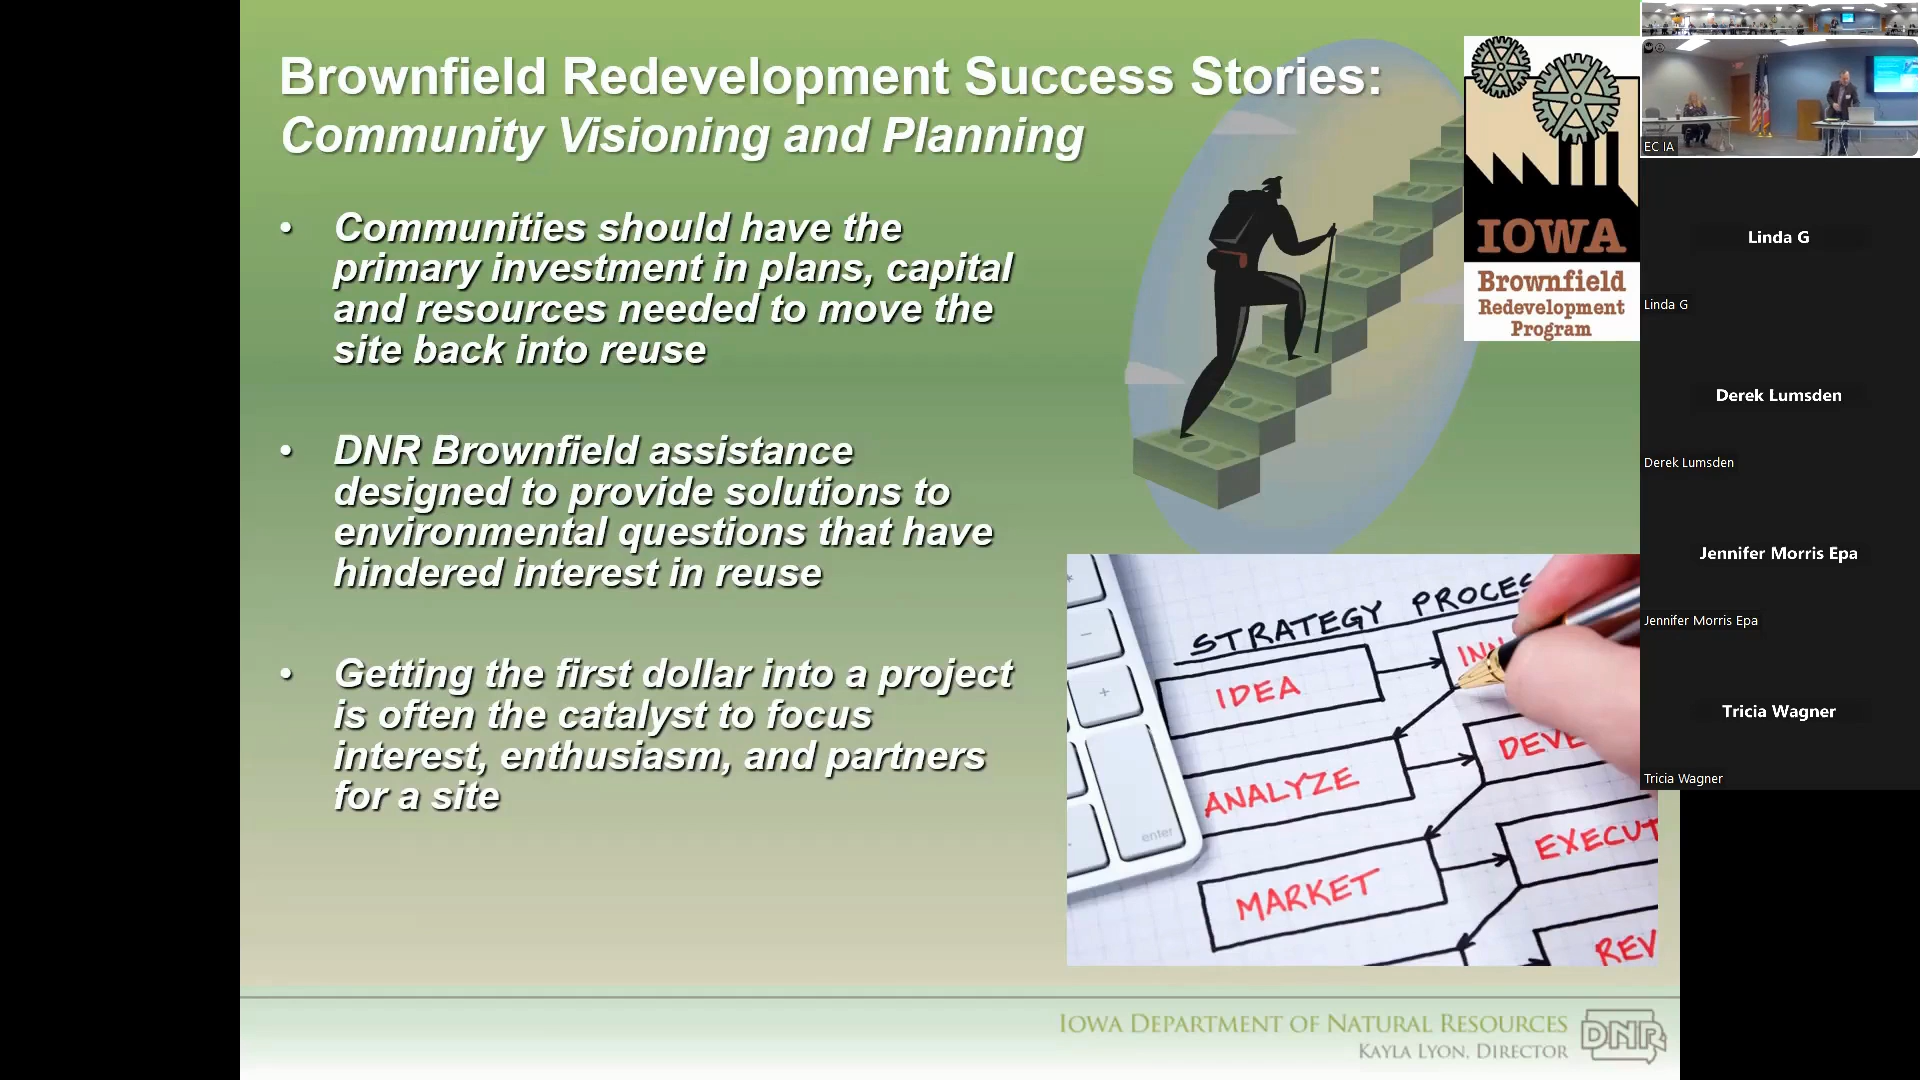 Brownfield Redevelopment Success Stories:
Community Visioning and Planning
• Communities should have the
primary investment in plans, capital
and resources needed to move the
site back into reuse
• DNR Brownfield assistance
designed to provide solutions to
environmental questions that have
hindered interest in reuse
• Getting the first dollar into a project
is often the catalyst to focus
interest, enthusiasm, and partners
for a site
IOWA
Brownfield
Redevelopment
Program
STRATEGY PROCES
IDEA
INN
ANALYZE
DEVE
MARKET
EXECUT
REV
enter
IOWA DEPARTMENT OF NATURAL RESOURCES
KAYLA LYON, DIRECTOR
DNR
EC IA
Linda G
Linda G
Derek Lumsden
Derek Lumsden
Jennifer Morris Epa
Jennifer Morris Epa
Tricia Wagner
Tricia Wagner